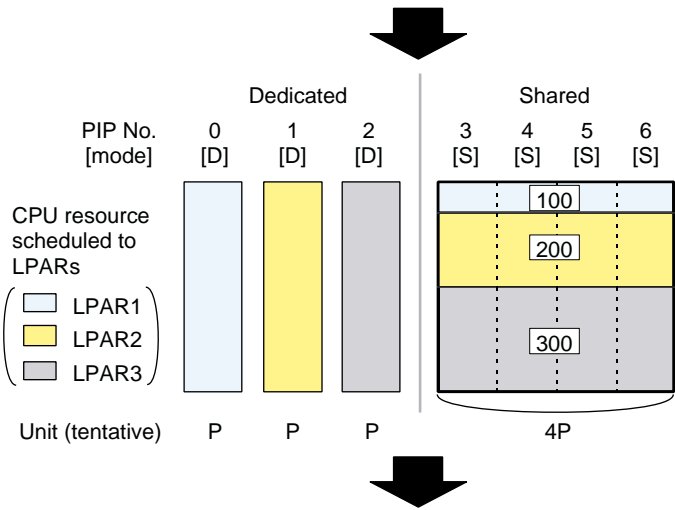 Dedicated Shared
PIP No. 0 1 2 3 4 5 6
[mode] [D] [D] [D] [S] [S] [S] [S]
100
CPU resource
scheduled to
LPARs
200
LPAR1
LPAR2
LPAR3
300
Unit (tentative) P P P 4P